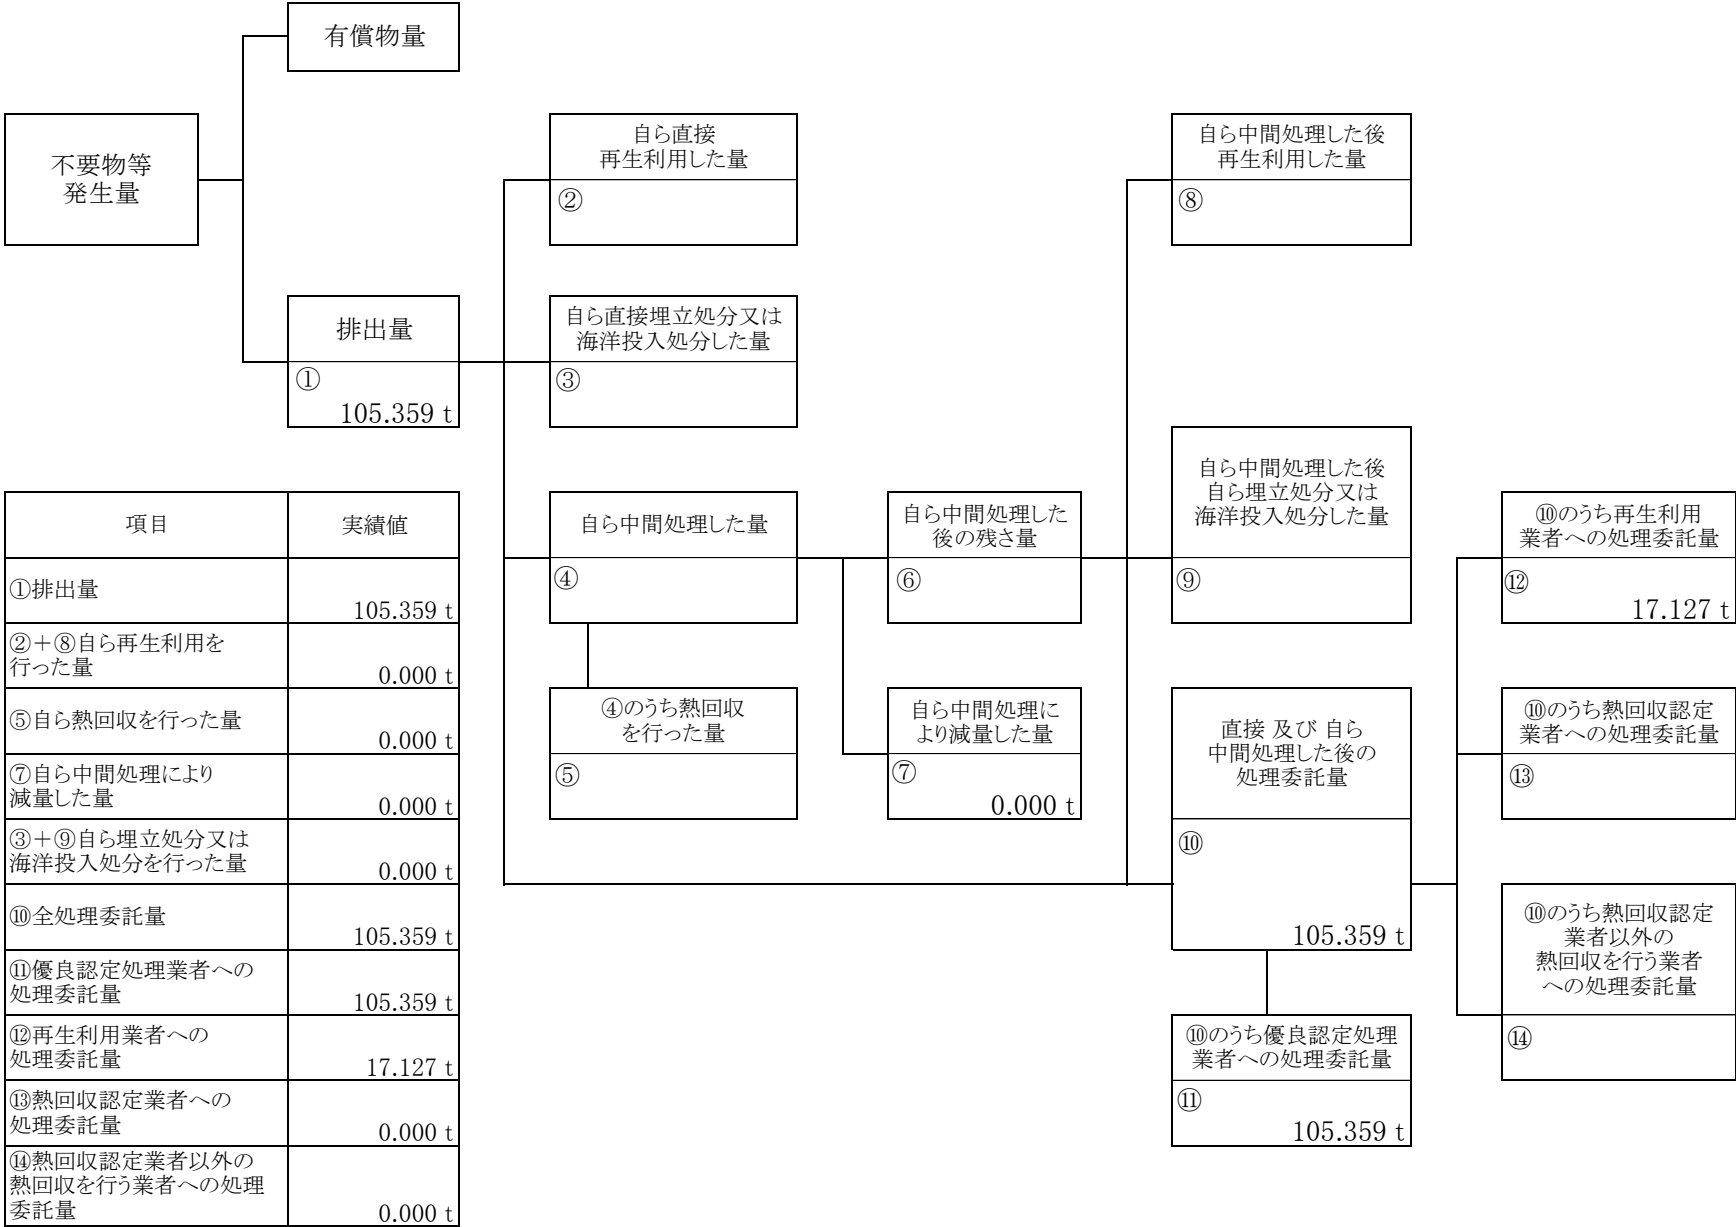 有償物量
不要物等
発生量
自ら直接
再生利用した量
②
自ら中間処理した後
再生利用した量
⑧
排出量
①
105.359 t
自ら直接埋立処分又は
海洋投入処分した量
③
自ら中間処理した量
④
自ら中間処理した
後の残さ量
⑥
自ら中間処理した後
自ら埋立処分又は
海洋投入処分した量
⑨
⑩のうち再生利用
業者への処理委託量
⑫
17.127 t
④のうち熱回収
を行った量
⑤
自ら中間処理に
より減量した量
⑦
0.000 t
直接 及び 自ら
中間処理した後の
処理委託量
⑩
105.359 t
⑩のうち熱回収認定
業者への処理委託量
⑬
⑩のうち熱回収認定
業者以外の
熱回収を行う業者
への処理委託量
⑭
⑩のうち優良認定処理
業者への処理委託量
⑪
105.359 t
項目
実績値
①排出量
105.359 t
②＋⑧自ら再生利用を
行った量
0.000 t
⑤自ら熱回収を行った量
0.000 t
⑦自ら中間処理により
減量した量
0.000 t
③＋⑨自ら埋立処分又は
海洋投入処分を行った量
0.000 t
⑩全処理委託量
105.359 t
⑪優良認定処理業者への
処理委託量
105.359 t
⑫再生利用業者への
処理委託量
17.127 t
⑬熱回収認定業者への
処理委託量
0.000 t
⑭熱回収認定業者以外の
熱回収を行う業者への処理
委託量
0.000 t